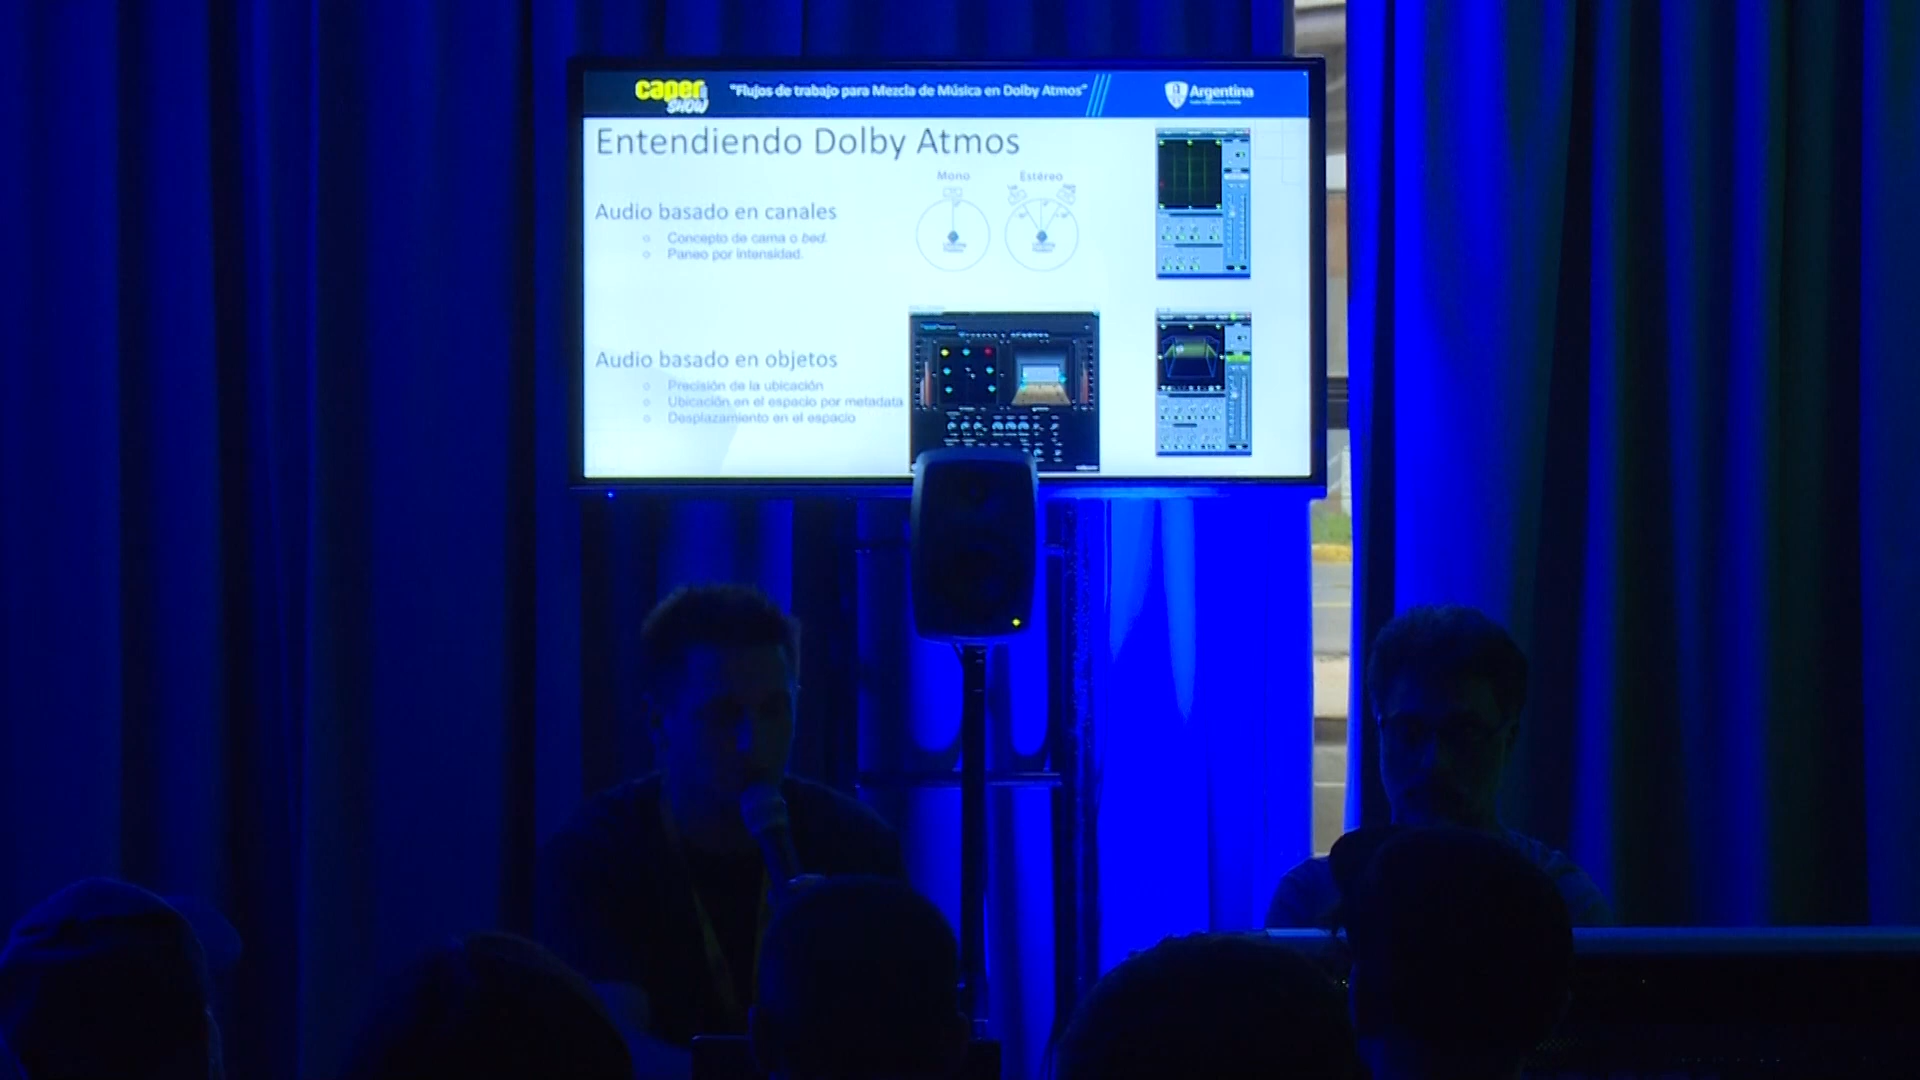 caper SHOW
"Flujos de trabajo para Mezcla de Música en Dolby Atmos"
Argentina
Entendiendo Dolby Atmos
Mono
Estéreo
Audio basado en canales
Concepto de cama o bed.
Paneo por intensidad.
Audio basado en objetos
Precisión de la ubicación
Ubicación en el espacio por metadata
Desplazamiento en el espacio